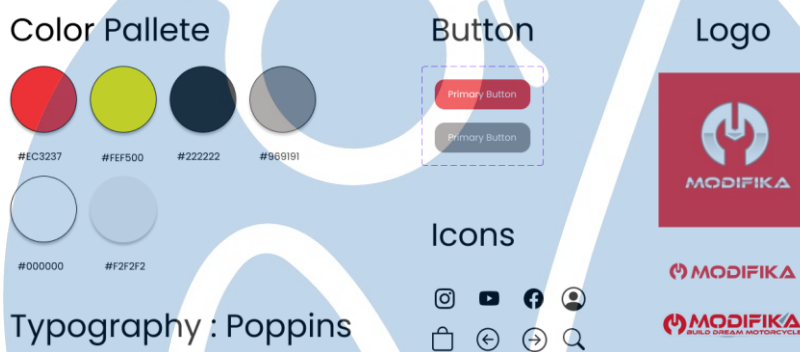 Color Pallete
#EC3237
#FEF500
#222222
#969191
#000000
#F2F2F2
Typography : Poppins
Button
Primary Button
Primary Button
Icons
Logo
MODIFIKA
MODIFIKA
MODIFIKA
BUILD DREAM MOTORCYCLE